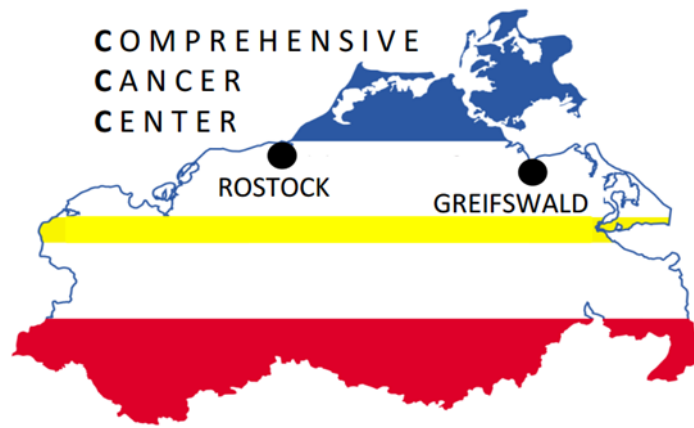 COMPREHENSIVE
CANCER
CENTER
ROSTOCK
GREIFSWALD